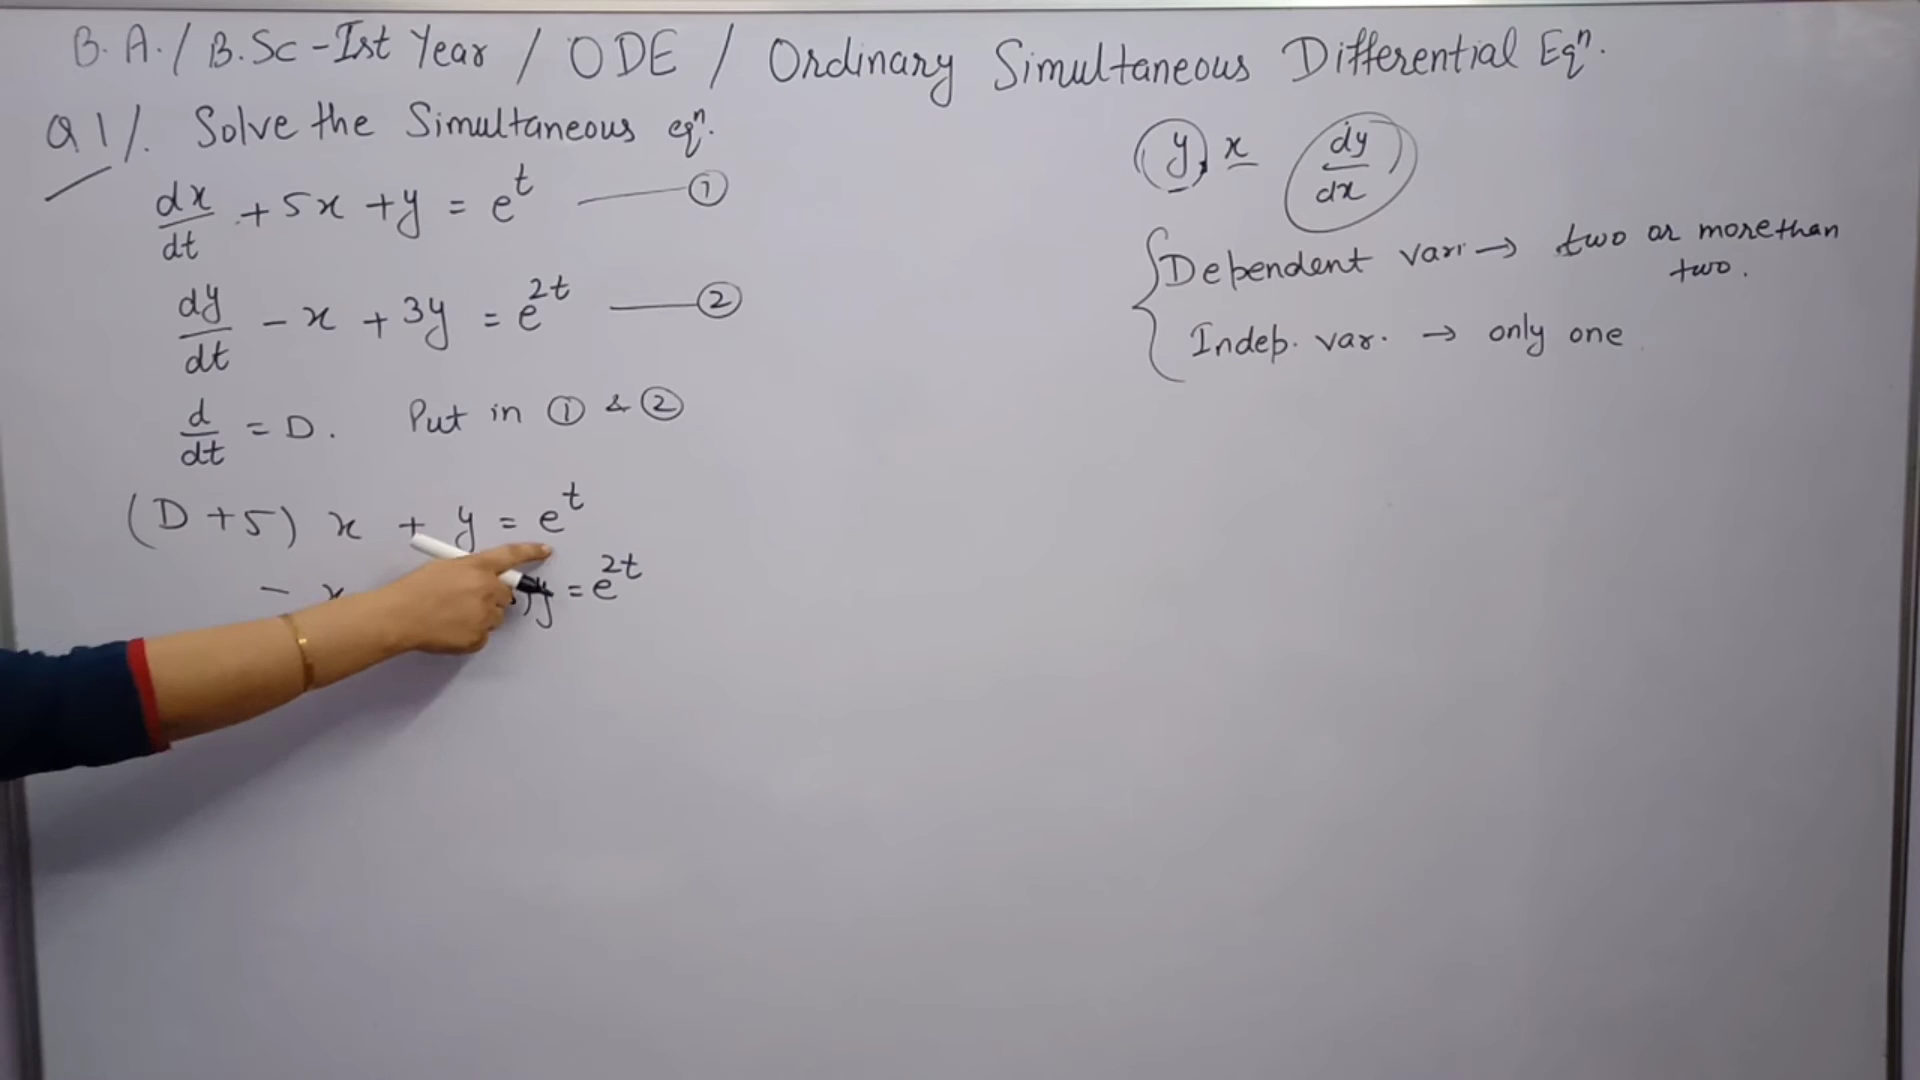 B.A./B.Sc-Ist Year / ODE / Ordinary Simultaneous Differential Eqⁿ.
Q1/. Solve the Simultaneous eqⁿ.
dx/dt + 5x + y = e^t — ①
dy/dt - x + 3y = e^2t — ②
d/dt = D. Put in ① & ②
(D+5) x + y = e^t
- x y = e^2t
y, x dy/dx
Dependent vari → two or more than
two.
Indep. var. → only one